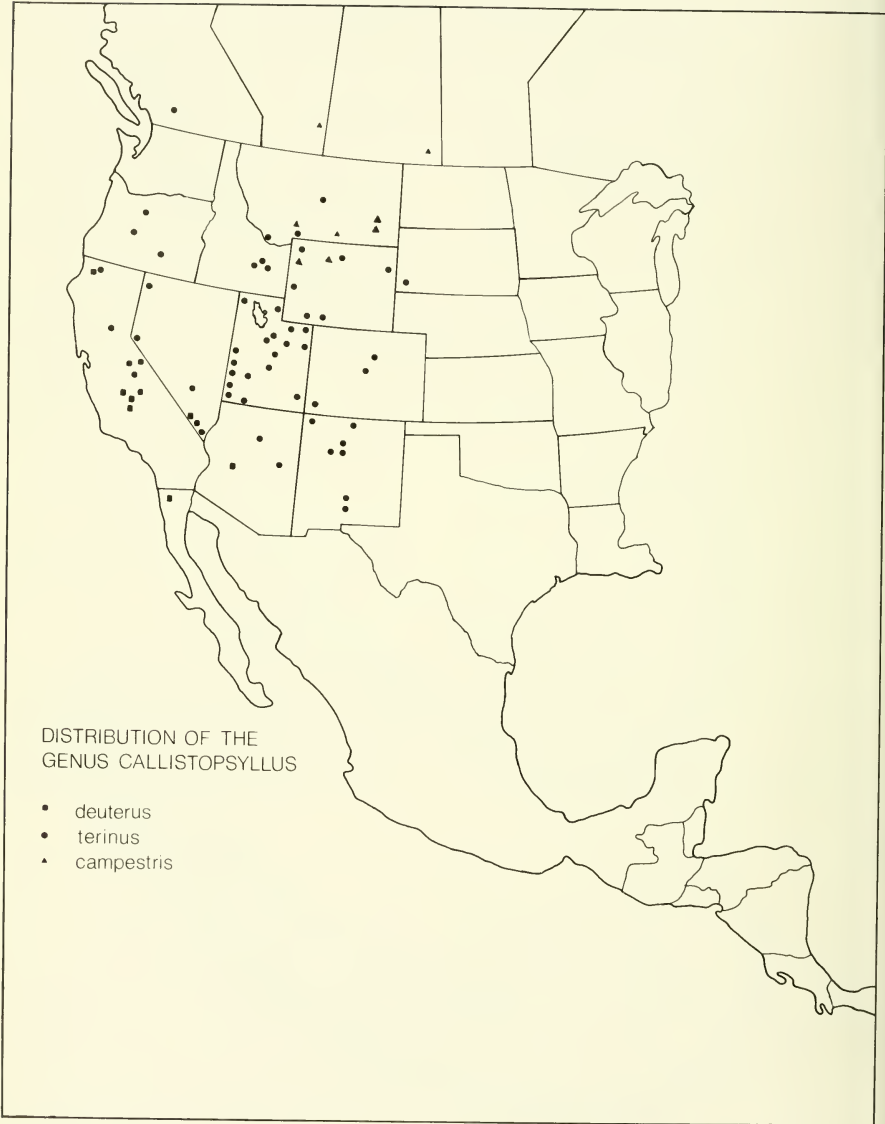 DISTRIBUTION OF THE
GENUS CALLISTOPSYLLUS
deuterus
terinus
campestris